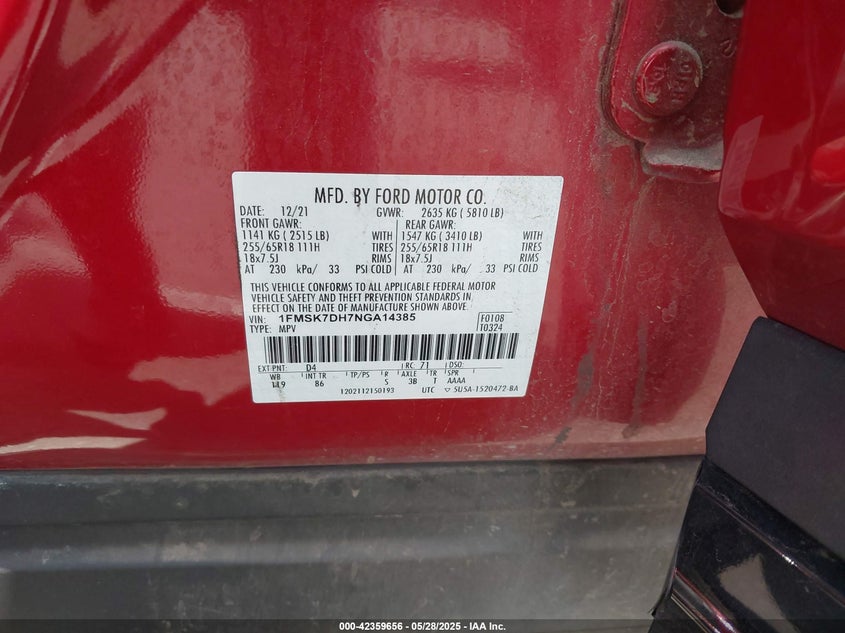 MFD. BY FORD MOTOR CO.
DATE: 12/21 GVWR: 2635 KG ( 5810 LB)
FRONT GAWR: REAR GAWR:
1141 KG ( 2515 LB) WITH 1547 KG ( 3410 LB) WITH
255/65R18 111H TIRES 255/65R18 111H TIRES
18x7.5J RIMS 18x7.5J RIMS
AT 230 kPa/ 33 PSI COLD AT 230 kPa/ 33 PSI COLD
THIS VEHICLE CONFORMS TO ALL APPLICABLE FEDERAL MOTOR
VEHICLE SAFETY AND THEFT PREVENTION STANDARDS IN
EFFECT ON THE DATE OF MANUFACTURE SHOWN ABOVE.
VIN: 1FMSK7DH7NGA14385 F0108
TYPE: MPV T0324
EXT PNT: D4 RC: 71 DSO:
WB INT TR TP/PS R AXLE TR SPR
119 86 S 3B T AAAA
1202112150193 UTC 5U5A-1520472-BA
000-42359656 - 05/28/2025 - IAA Inc.